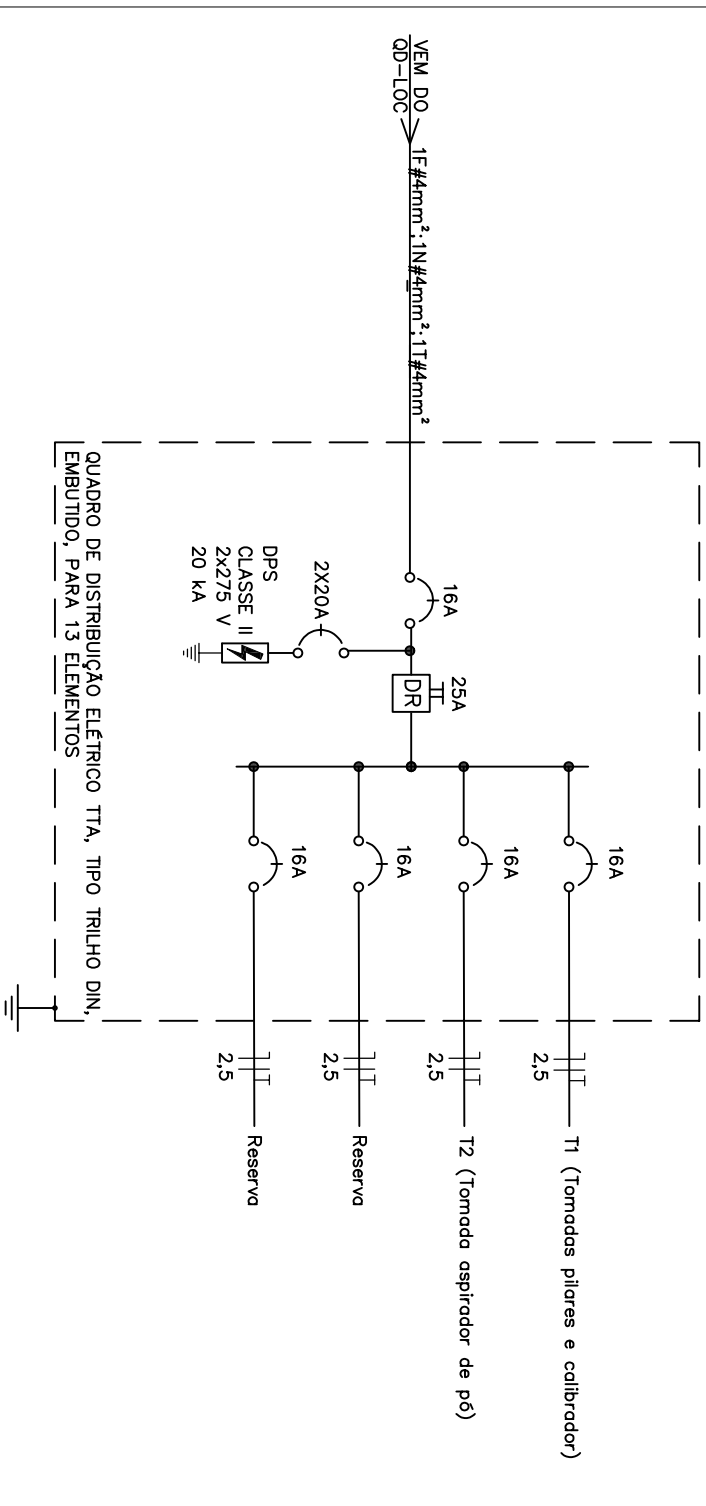 VEM DO
QD-LOC
1F#4mm²;1N#4mm²;1T#4mm²
16A
25A
DR
2X20A
DPS
CLASSE II
2x275 V
20 kA
16A
2,5
T1 (Tomadas pilares e calibrador)
16A
2,5
T2 (Tomada aspirador de pó)
16A
2,5
Reserva
16A
2,5
Reserva
QUADRO DE DISTRIBUIÇÃO ELÉTRICO TTA, TIPO TRILHO DIN,
EMBUTIDO, PARA 13 ELEMENTOS